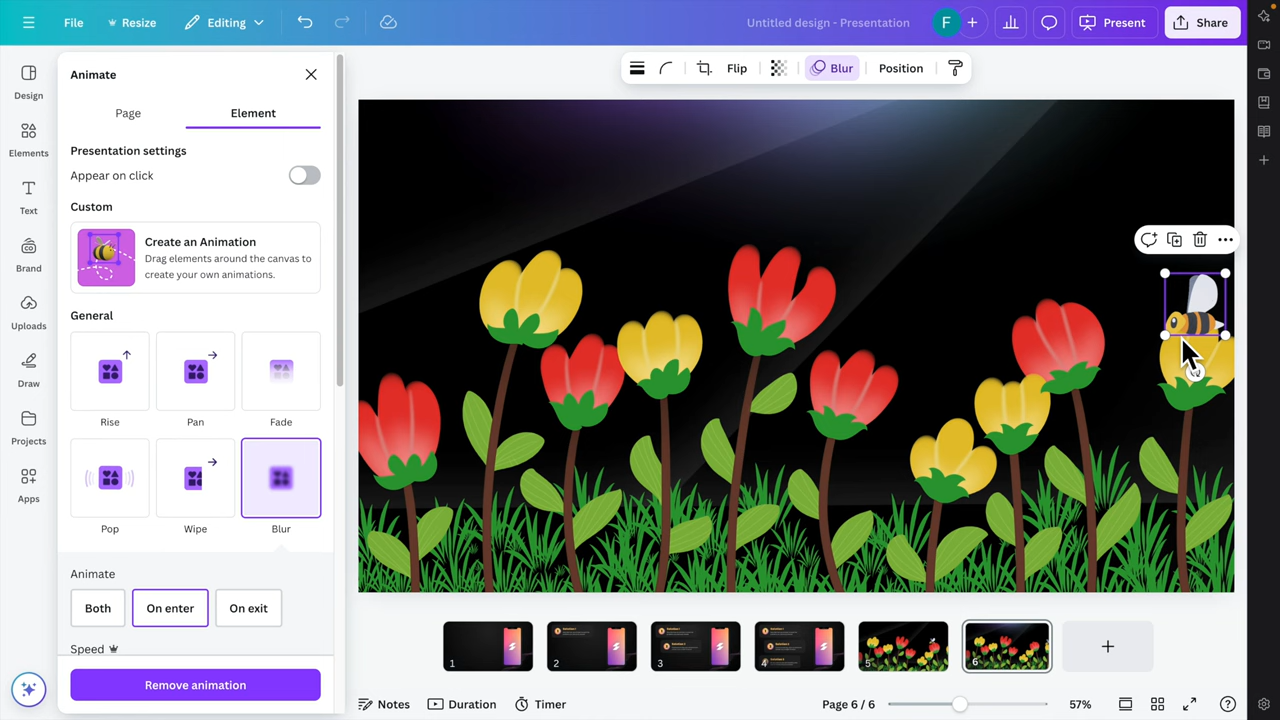 File
Resize
Editing
Untitled design - Presentation
F
Present
Share
Design
Elements
Text
Brand
Uploads
Draw
Projects
Apps
Animate
Page
Element
Presentation settings
Appear on click
Custom
Create an Animation
Drag elements around the canvas to
create your own animations.
General
Rise
Pan
Fade
Pop
Wipe
Blur
Animate
Both
On enter
On exit
Speed
Remove animation
Flip
Blur
Position
1
2
3
4
5
6
Notes
Duration
Timer
Page 6 / 6
57%